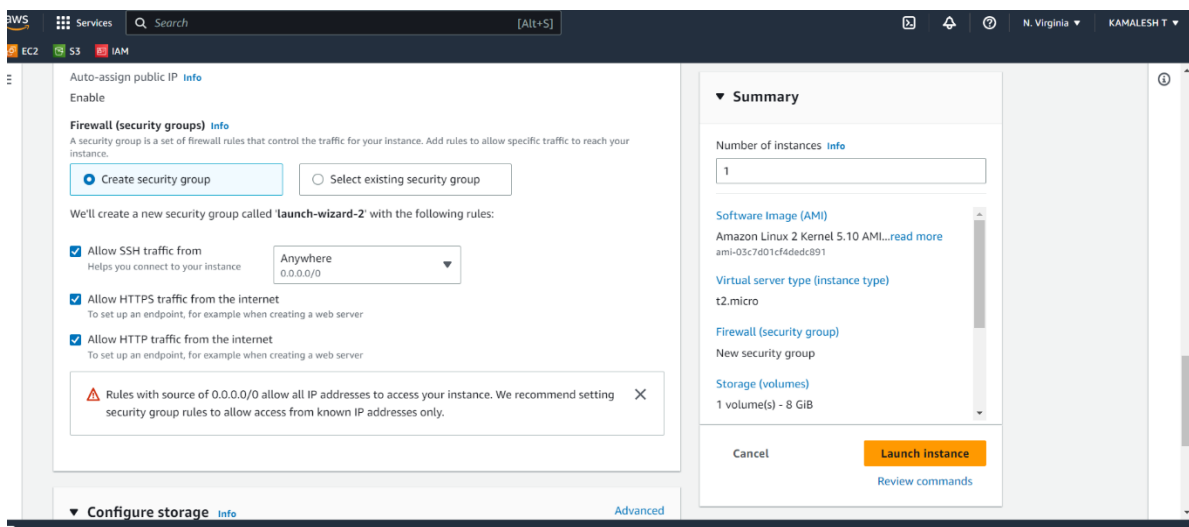 aws
Services
Search
[Alt+S]
N. Virginia
KAMALESH T
EC2
S3
IAM
Auto-assign public IP Info
Enable
Firewall (security groups) Info
A security group is a set of firewall rules that control the traffic for your instance. Add rules to allow specific traffic to reach your
instance.
Create security group
Select existing security group
We'll create a new security group called 'launch-wizard-2' with the following rules:
Allow SSH traffic from
Helps you connect to your instance
Anywhere
0.0.0.0/0
Allow HTTPS traffic from the internet
To set up an endpoint, for example when creating a web server
Allow HTTP traffic from the internet
To set up an endpoint, for example when creating a web server
Rules with source of 0.0.0.0/0 allow all IP addresses to access your instance. We recommend setting
security group rules to allow access from known IP addresses only.
Configure storage Info
Advanced
Summary
Number of instances Info
1
Software Image (AMI)
Amazon Linux 2 Kernel 5.10 AMI...read more
ami-03c7d01cf4dedc891
Virtual server type (instance type)
t2.micro
Firewall (security group)
New security group
Storage (volumes)
1 volume(s) - 8 GiB
Cancel
Launch instance
Review commands